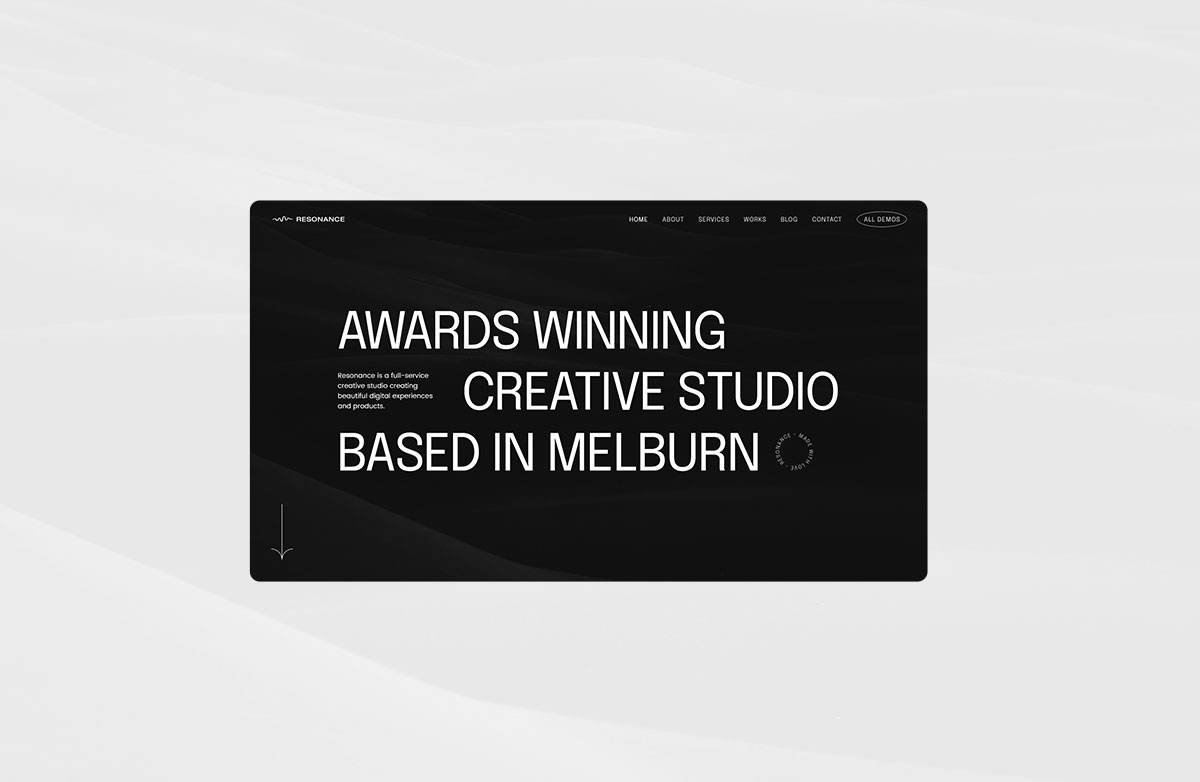 RESONANCE
HOME ABOUT SERVICES WORKS BLOG CONTACT ALL DEMOS
AWARDS WINNING
Resonance is a full-service
creative studio creating
beautiful digital experiences
and products.
CREATIVE STUDIO
BASED IN MELBURN
RESONANCE - MADE WITH LOVE -